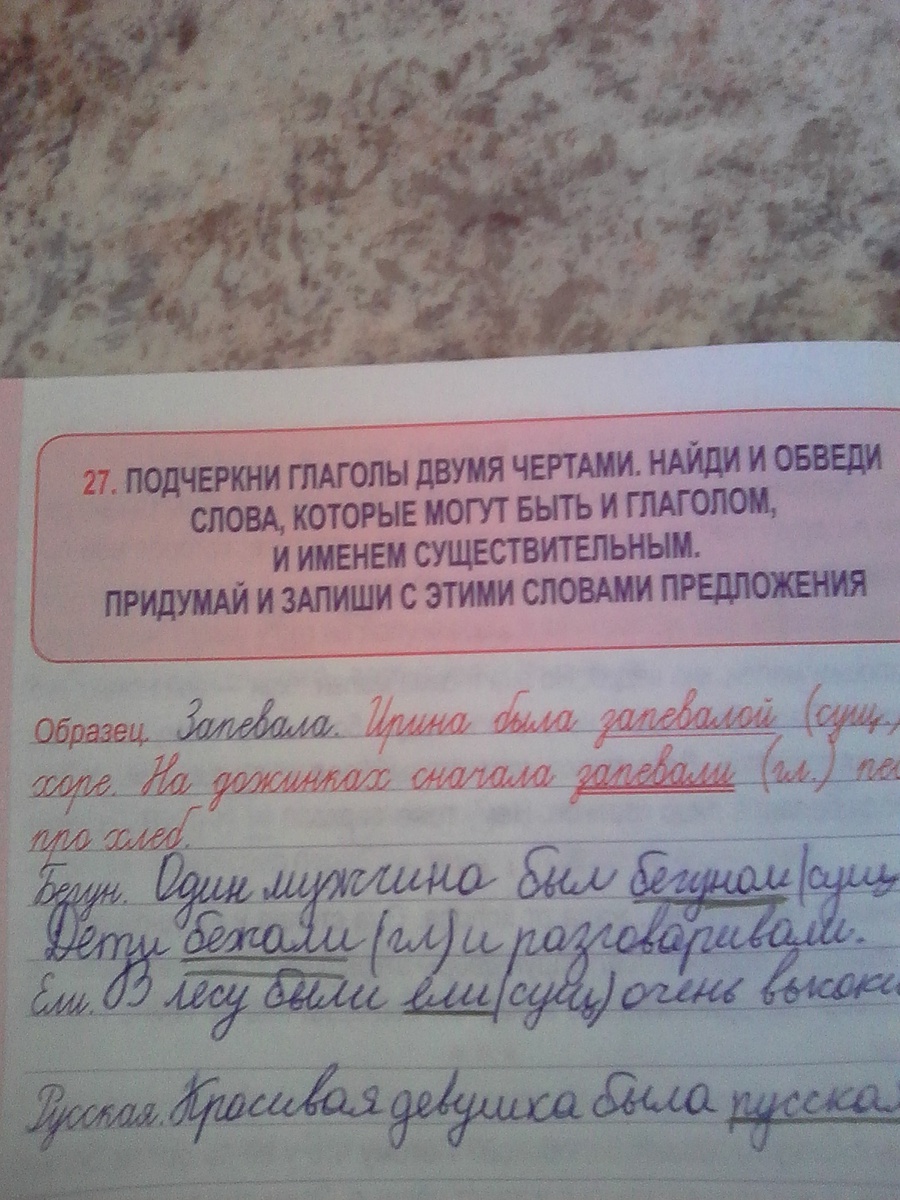 27. ПОДЧЕРКНИ ГЛАГОЛЫ ДВУМЯ ЧЕРТАМИ. НАЙДИ И ОБВЕДИ
СЛОВА, КОТОРЫЕ МОГУТ БЫТЬ И ГЛАГОЛОМ,
И ИМЕНЕМ СУЩЕСТВИТЕЛЬНЫМ.
ПРИДУМАЙ И ЗАПИШИ С ЭТИМИ СЛОВАМИ ПРЕДЛОЖЕНИЯ
Образец. Запевала. Ирина была запевалой (сущ.)
хоре. На дожинках сначала запевали (гл.)
про хлеб.
Бегун. Один мужчина был бегуном (сущ
Дети бежали (гл) и разговаривали.
Ели. В лесу были ели (сущ) очень высоки
Русская. Красивая девушка была русская